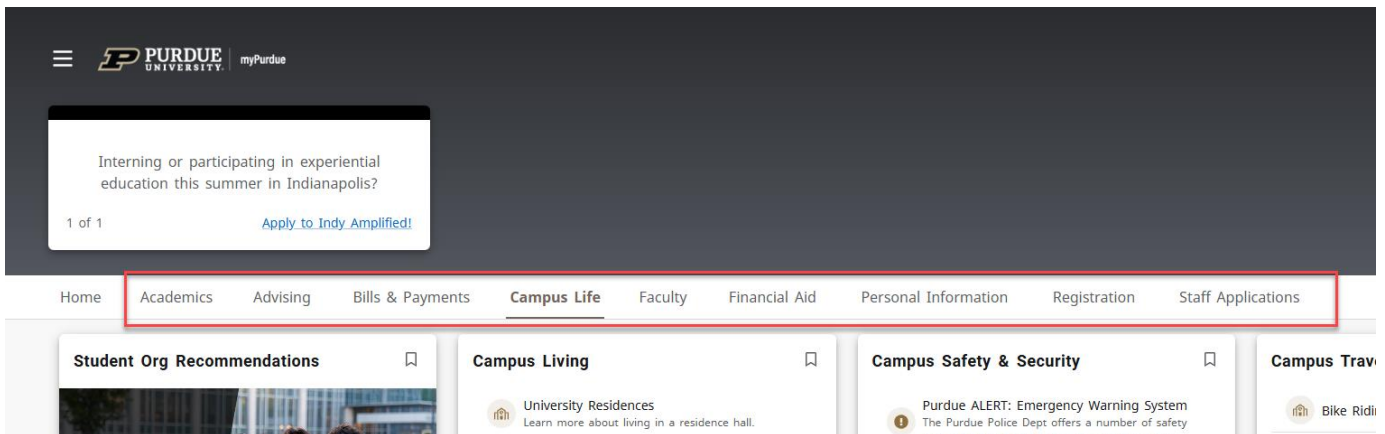 PURDUE
UNIVERSITY.
myPurdue
Interning or participating in experiential
education this summer in Indianapolis?
1 of 1 Apply to Indy Amplified!
Home Academics Advising Bills & Payments Campus Life Faculty Financial Aid Personal Information Registration Staff Applications
Student Org Recommendations
Campus Living
University Residences
Learn more about living in a residence hall.
Campus Safety & Security
Purdue ALERT: Emergency Warning System
The Purdue Police Dept offers a number of safety
Campus
Bike